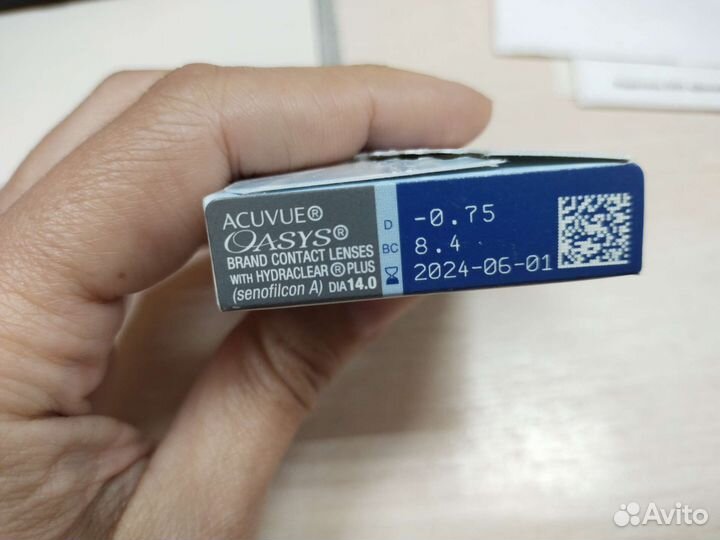 ACUVUE®
OASYS®
BRAND CONTACT LENSES
WITH HYDRACLEAR® PLUS
(senofilcon A) DIA 14.0
D -0.75
BC 8.4
2024-06-01
Avito